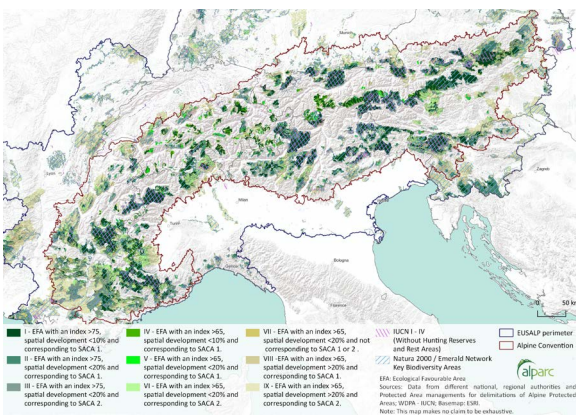 Munich
Lyon
Zagreb
Milan
Turin
Bologna
Genova
Florence
0 50 km
I - EFA with an index >75,
spatial development <10% and
corresponding to SACA 1.
II - EFA with an index >75,
spatial development <20% and
corresponding to SACA 1.
III - EFA with an index >75,
spatial development <20% and
corresponding to SACA 2.
IV - EFA with an index >65,
spatial development <10% and
corresponding to SACA 1.
V - EFA with an index >65,
spatial development <20% and
corresponding to SACA 1.
VI - EFA with an index >65,
spatial development <20% and
corresponding to SACA 2.
VII - EFA with an index >65,
spatial development <20% and not
corresponding to SACA 1 or 2 .
VIII - EFA with an index >65,
spatial development >20% and
corresponding to SACA 1.
IX - EFA with an index >65,
spatial development >20% and
corresponding to SACA 2.
IUCN I - IV
(Without Hunting Reserves
and Rest Areas)
Natura 2000 / Emerald Network
Key Biodiversity Areas
EUSALP perimeter
Alpine Convention
alparc
EFA: Ecological Favourable Area
Sources: Data from different national, regional authorities and
Protected Area managements for delimitations of Alpine Protected
Areas; WDPA - IUCN; Basemap: ESRI.
Note: This map makes no claim to be exhaustive.